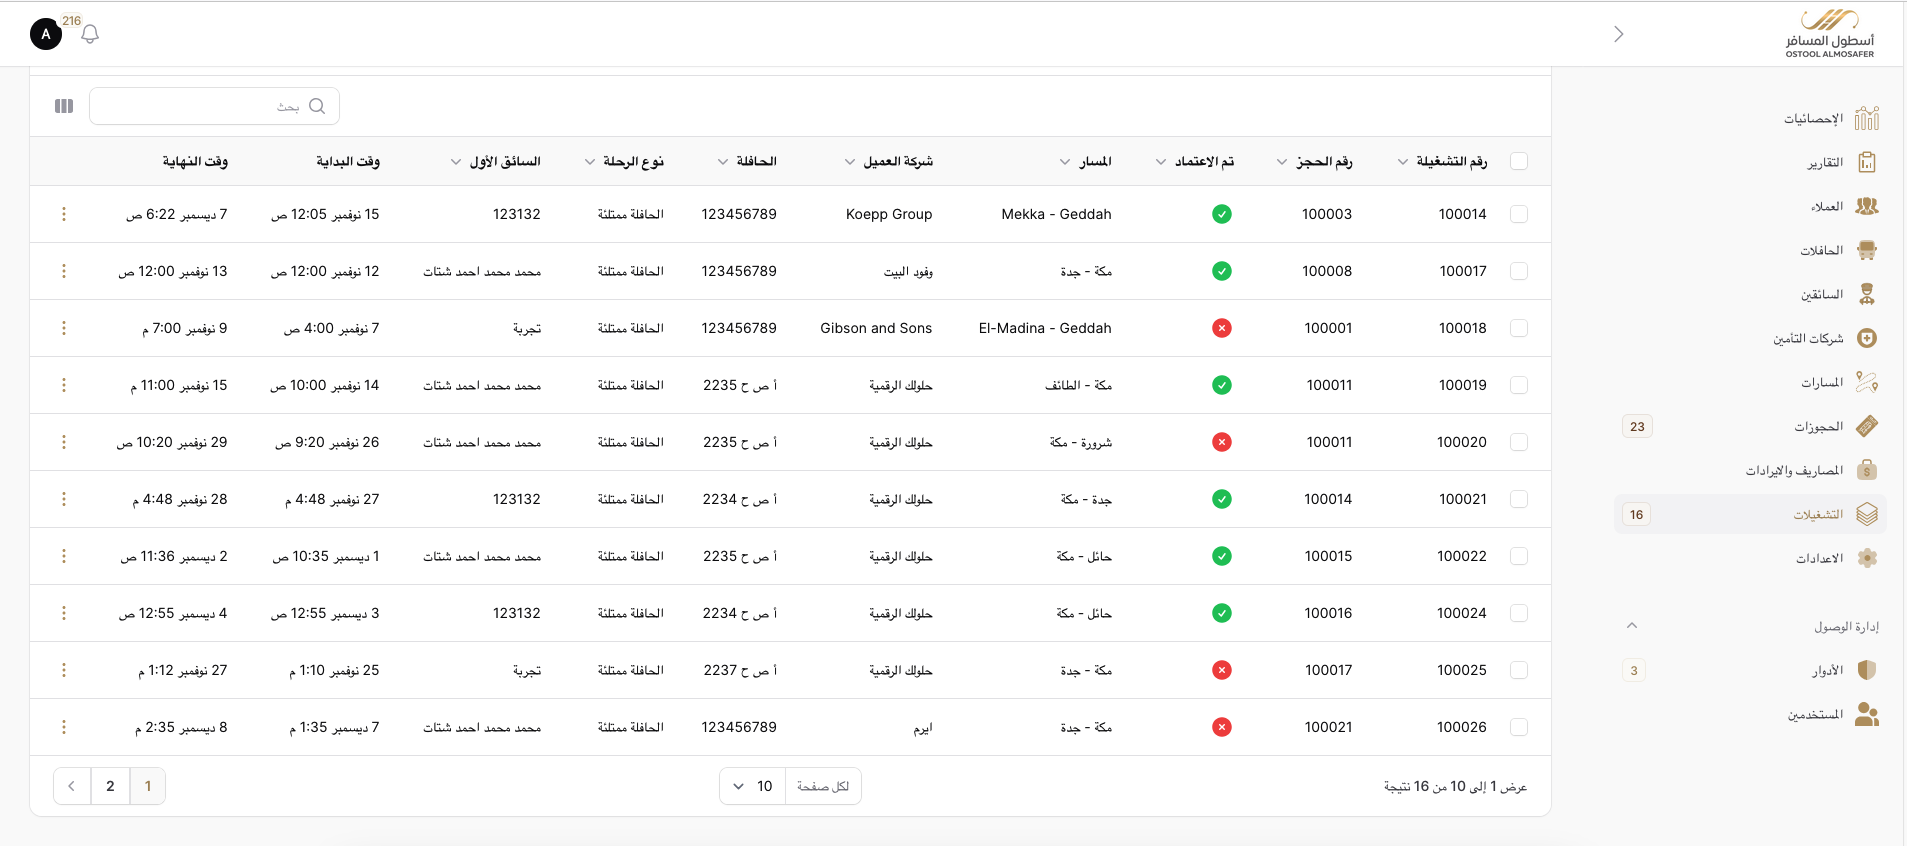 أسطول المسافر
OSTOOL ALMOSAFER
216
A
الإحصائيات
التقارير
العملاء
الحافلات
السائقين
شركات التأمين
المسارات
الحجوزات 23
المصاريف والايرادات
التشغيلات 16
الاعدادات
إدارة الوصول
الأدوار 3
المستخدمين
بحث
رقم التشغيلة رقم الحجز تم الاعتماد المسار شركة العميل الحافلة نوع الرحلة السائق الأول وقت البداية وقت النهاية
100014 100003 Mekka - Geddah Koepp Group 123456789 الحافلة ممتلئة 123132 15 نوفمبر 12:05 ص 7 ديسمبر 6:22 ص
100017 100008 مكة - جدة وفود البيت 123456789 الحافلة ممتلئة محمد محمد احمد شتات 12 نوفمبر 12:00 ص 13 نوفمبر 12:00 ص
100018 100001 El-Madina - Geddah Gibson and Sons 123456789 الحافلة ممتلئة تجربة 7 نوفمبر 4:00 ص 9 نوفمبر 7:00 م
100019 100011 مكة - الطائف حلولك الرقمية أ ص ح 2235 الحافلة ممتلئة محمد محمد احمد شتات 14 نوفمبر 10:00 ص 15 نوفمبر 11:00 م
100020 100011 شرورة - مكة حلولك الرقمية أ ص ح 2235 الحافلة ممتلئة محمد محمد احمد شتات 26 نوفمبر 9:20 ص 29 نوفمبر 10:20 ص
100021 100014 جدة - مكة حلولك الرقمية أ ص ح 2234 الحافلة ممتلئة 123132 27 نوفمبر 4:48 م 28 نوفمبر 4:48 م
100022 100015 حائل - مكة حلولك الرقمية أ ص ح 2235 الحافلة ممتلئة محمد محمد احمد شتات 1 ديسمبر 10:35 ص 2 ديسمبر 11:36 ص
100024 100016 حائل - مكة حلولك الرقمية أ ص ح 2234 الحافلة ممتلئة 123132 3 ديسمبر 12:55 ص 4 ديسمبر 12:55 ص
100025 100017 مكة - جدة حلولك الرقمية أ ص ح 2237 الحافلة ممتلئة تجربة 25 نوفمبر 1:10 م 27 نوفمبر 1:12 م
100026 100021 مكة - جدة ايرم 123456789 الحافلة ممتلئة محمد محمد احمد شتات 7 ديسمبر 1:35 م 8 ديسمبر 2:35 م
عرض 1 إلى 10 من 16 نتيجة
لكل صفحة 10
1 2